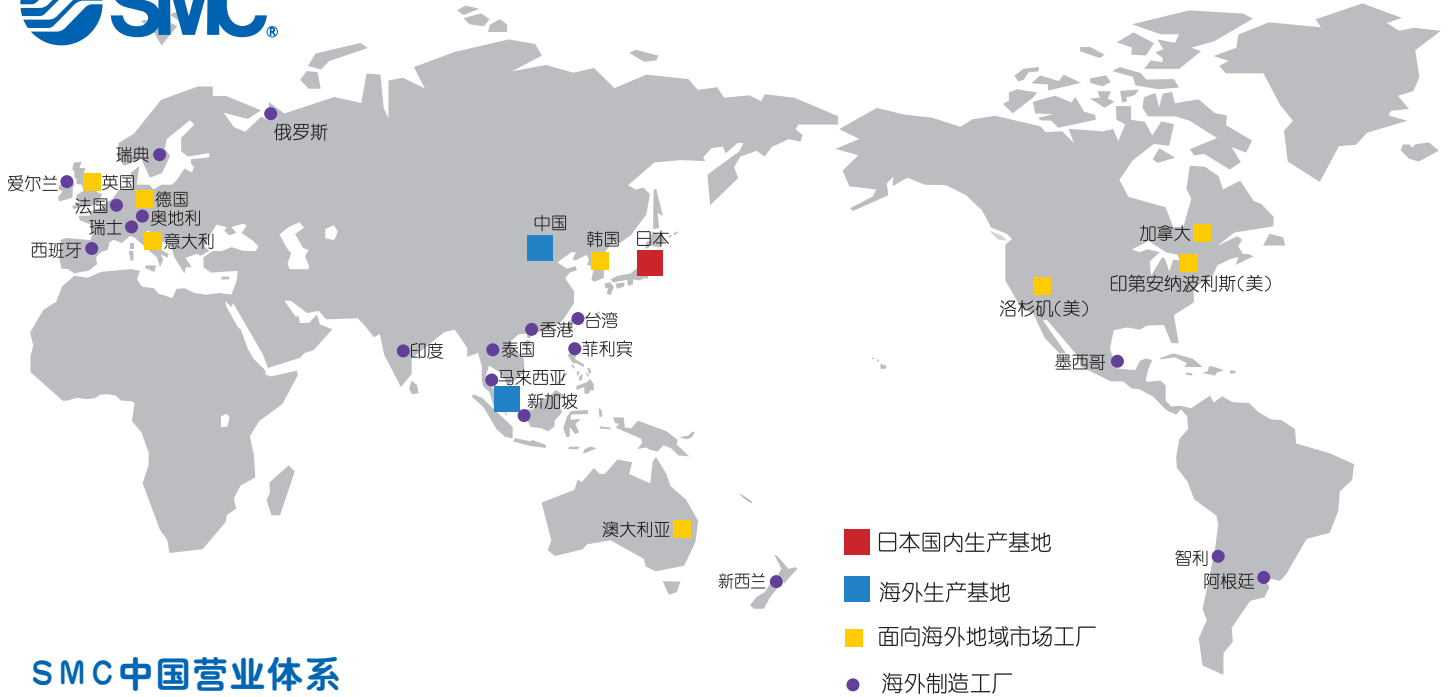 SMC®
俄罗斯
瑞典
爱尔兰
英国
德国
法国
奥地利
瑞士
意大利
西班牙
中国
韩国
日本
加拿大
印第安纳波利斯(美)
洛杉矶(美)
台湾
香港
印度
泰国
菲利宾
墨西哥
马来西亚
新加坡
澳大利亚
新西兰
智利
阿根廷
日本国内生产基地
海外生产基地
面向海外地域市场工厂
海外制造工厂
SMC中国营业体系